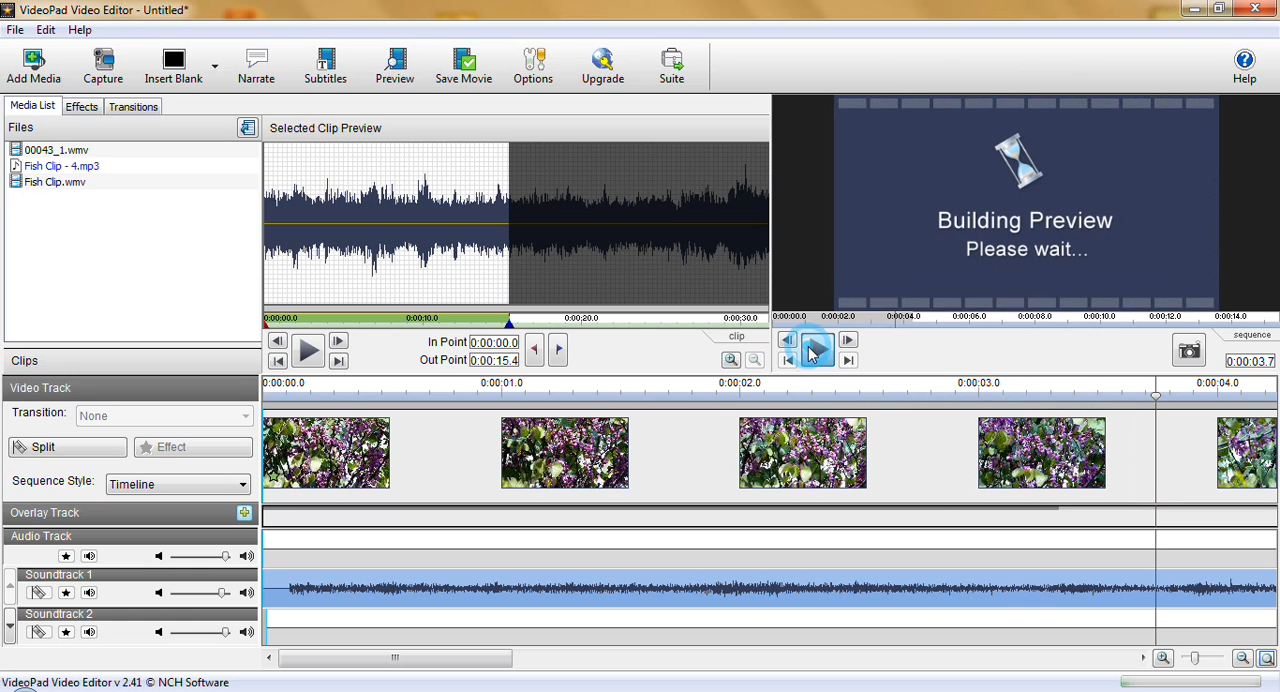 VideoPad Video Editor - Untitled*
File Edit Help
Add Media Capture Insert Blank Narrate Subtitles Preview Save Movie Options Upgrade Suite Help
Media List Effects Transitions
Files
00043_1.wmv
Fish Clip - 4.mp3
Fish Clip.wmv
Selected Clip Preview
Building Preview
Please wait...
0:00:00.0 0:00:10.0 0:00:20.0 0:00:30.0
0:00:00.0 0:00:02.0 0:00:04.0 0:00:06.0 0:00:08.0 0:00:10.0 0:00:12.0 0:00:14.0
In Point 0:00:00.0
Out Point 0:00:15.4
clip
sequence
0:00:03.7
Clips
Video Track
0:00:00.0 0:00:01.0 0:00:02.0 0:00:03.0 0:00:04.0
Transition: None
Split Effect
Sequence Style: Timeline
Overlay Track
Audio Track
Soundtrack 1
Soundtrack 2
VideoPad Video Editor v 2.41 © NCH Software